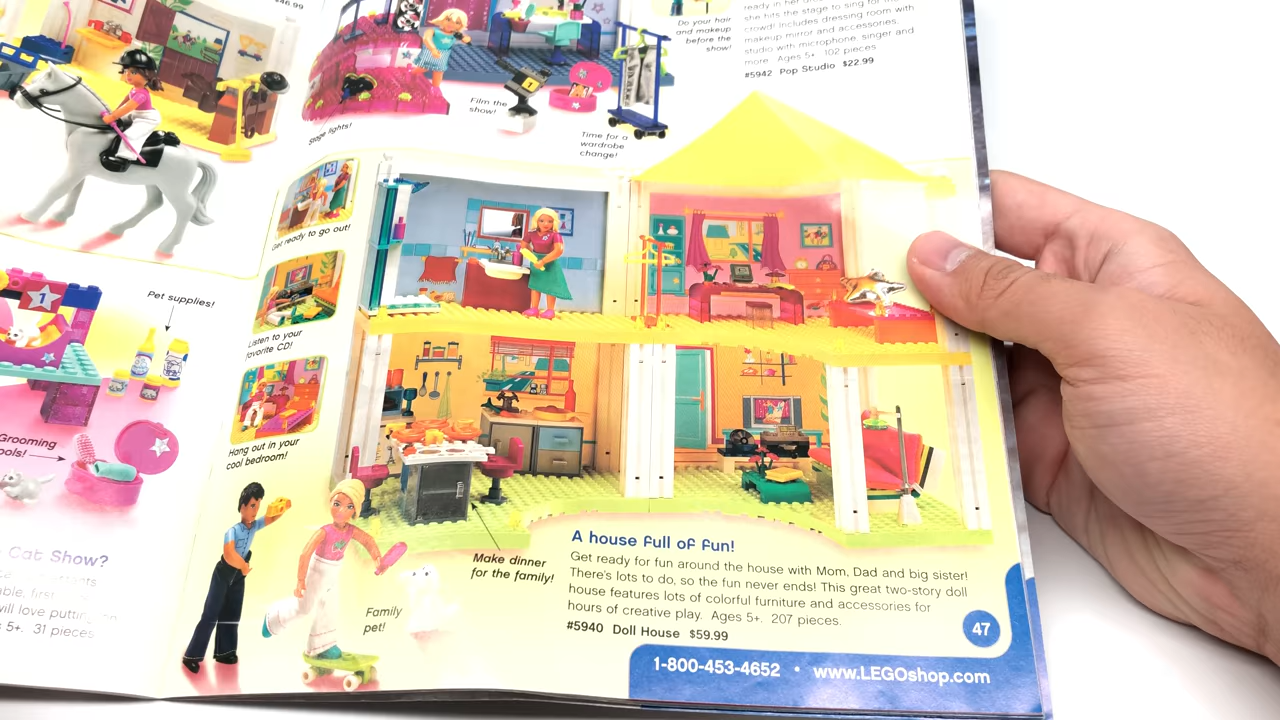 $46.99
Do your hair
and makeup
before the
show!
ready in her
she hits the stage to sing for
crowd! Includes dressing room with
makeup mirror and accessories,
studio with microphone, singer and
more. Ages 5+. 102 pieces.
#5942 Pop Studio $22.99
Film the
show!
Stage lights!
Time for a
wardrobe
change!
Get ready to go out!
Listen to your
favorite CD!
Hang out in your
cool bedroom!
Pet supplies!
1
Grooming
Cat Show?
will love putting on
5+. 31 pieces
Make dinner
for the family!
Family
pet!
A house full of fun!
Get ready for fun around the house with Mom, Dad and big sister!
There's lots to do, so the fun never ends! This great two-story doll
house features lots of colorful furniture and accessories for
hours of creative play. Ages 5+. 207 pieces.
#5940 Doll House $59.99
47
1-800-453-4652 • www.LEGOshop.com